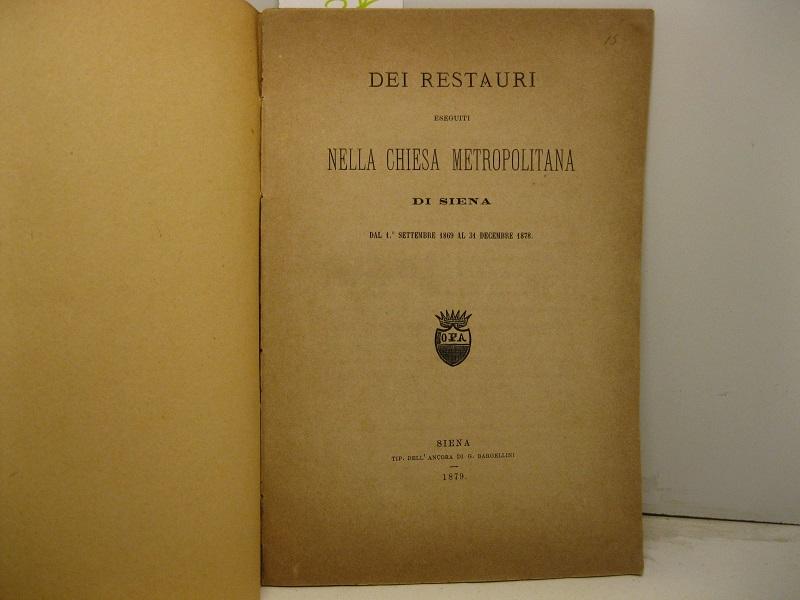 15
DEI RESTAURI
ESEGUITI
NELLA CHIESA METROPOLITANA
DI SIENA
DAL 1.° SETTEMBRE 1869 AL 31 DECEMBRE 1878.
OPA
SIENA
TIP. DELL' ANCORA DI G. BARGELLINI
1879.